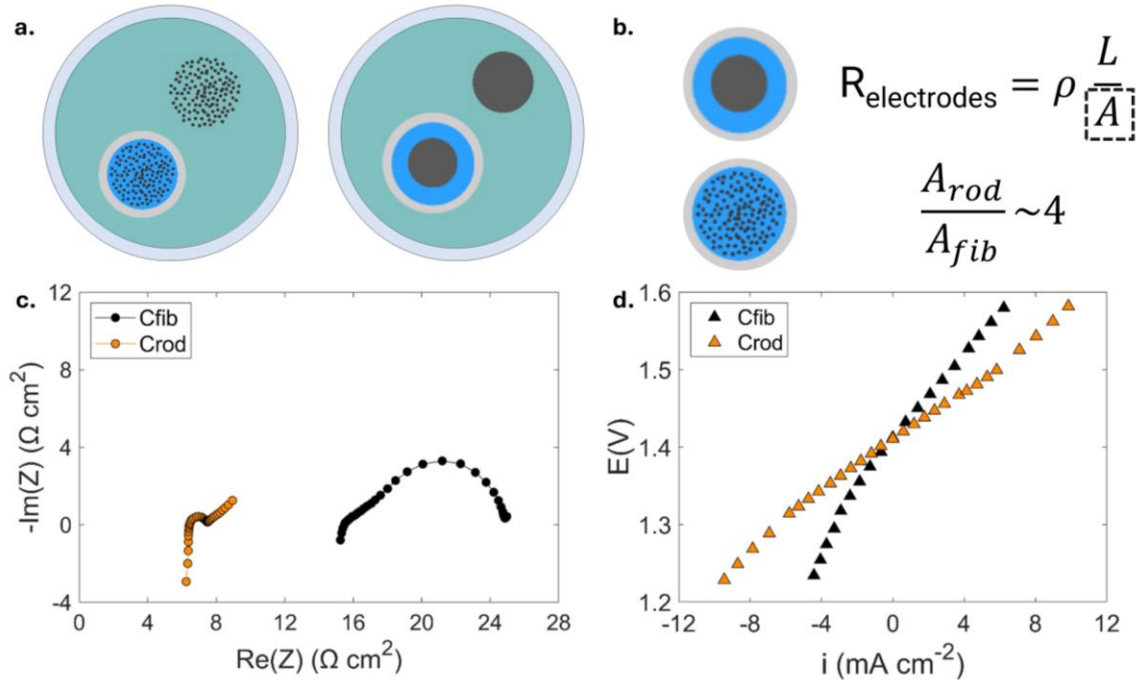 a.
b.
R_electrodes = ρ L/A
A_rod/A_fib ~4
c.
Cfib
Crod
12
8
4
0
-4
-Im(Z) (Ω cm²)
0 4 8 12 16 20 24 28
Re(Z) (Ω cm²)
d.
Cfib
Crod
1.6
1.5
1.4
1.3
1.2
E(V)
-12 -8 -4 0 4 8 12
i (mA cm⁻²)